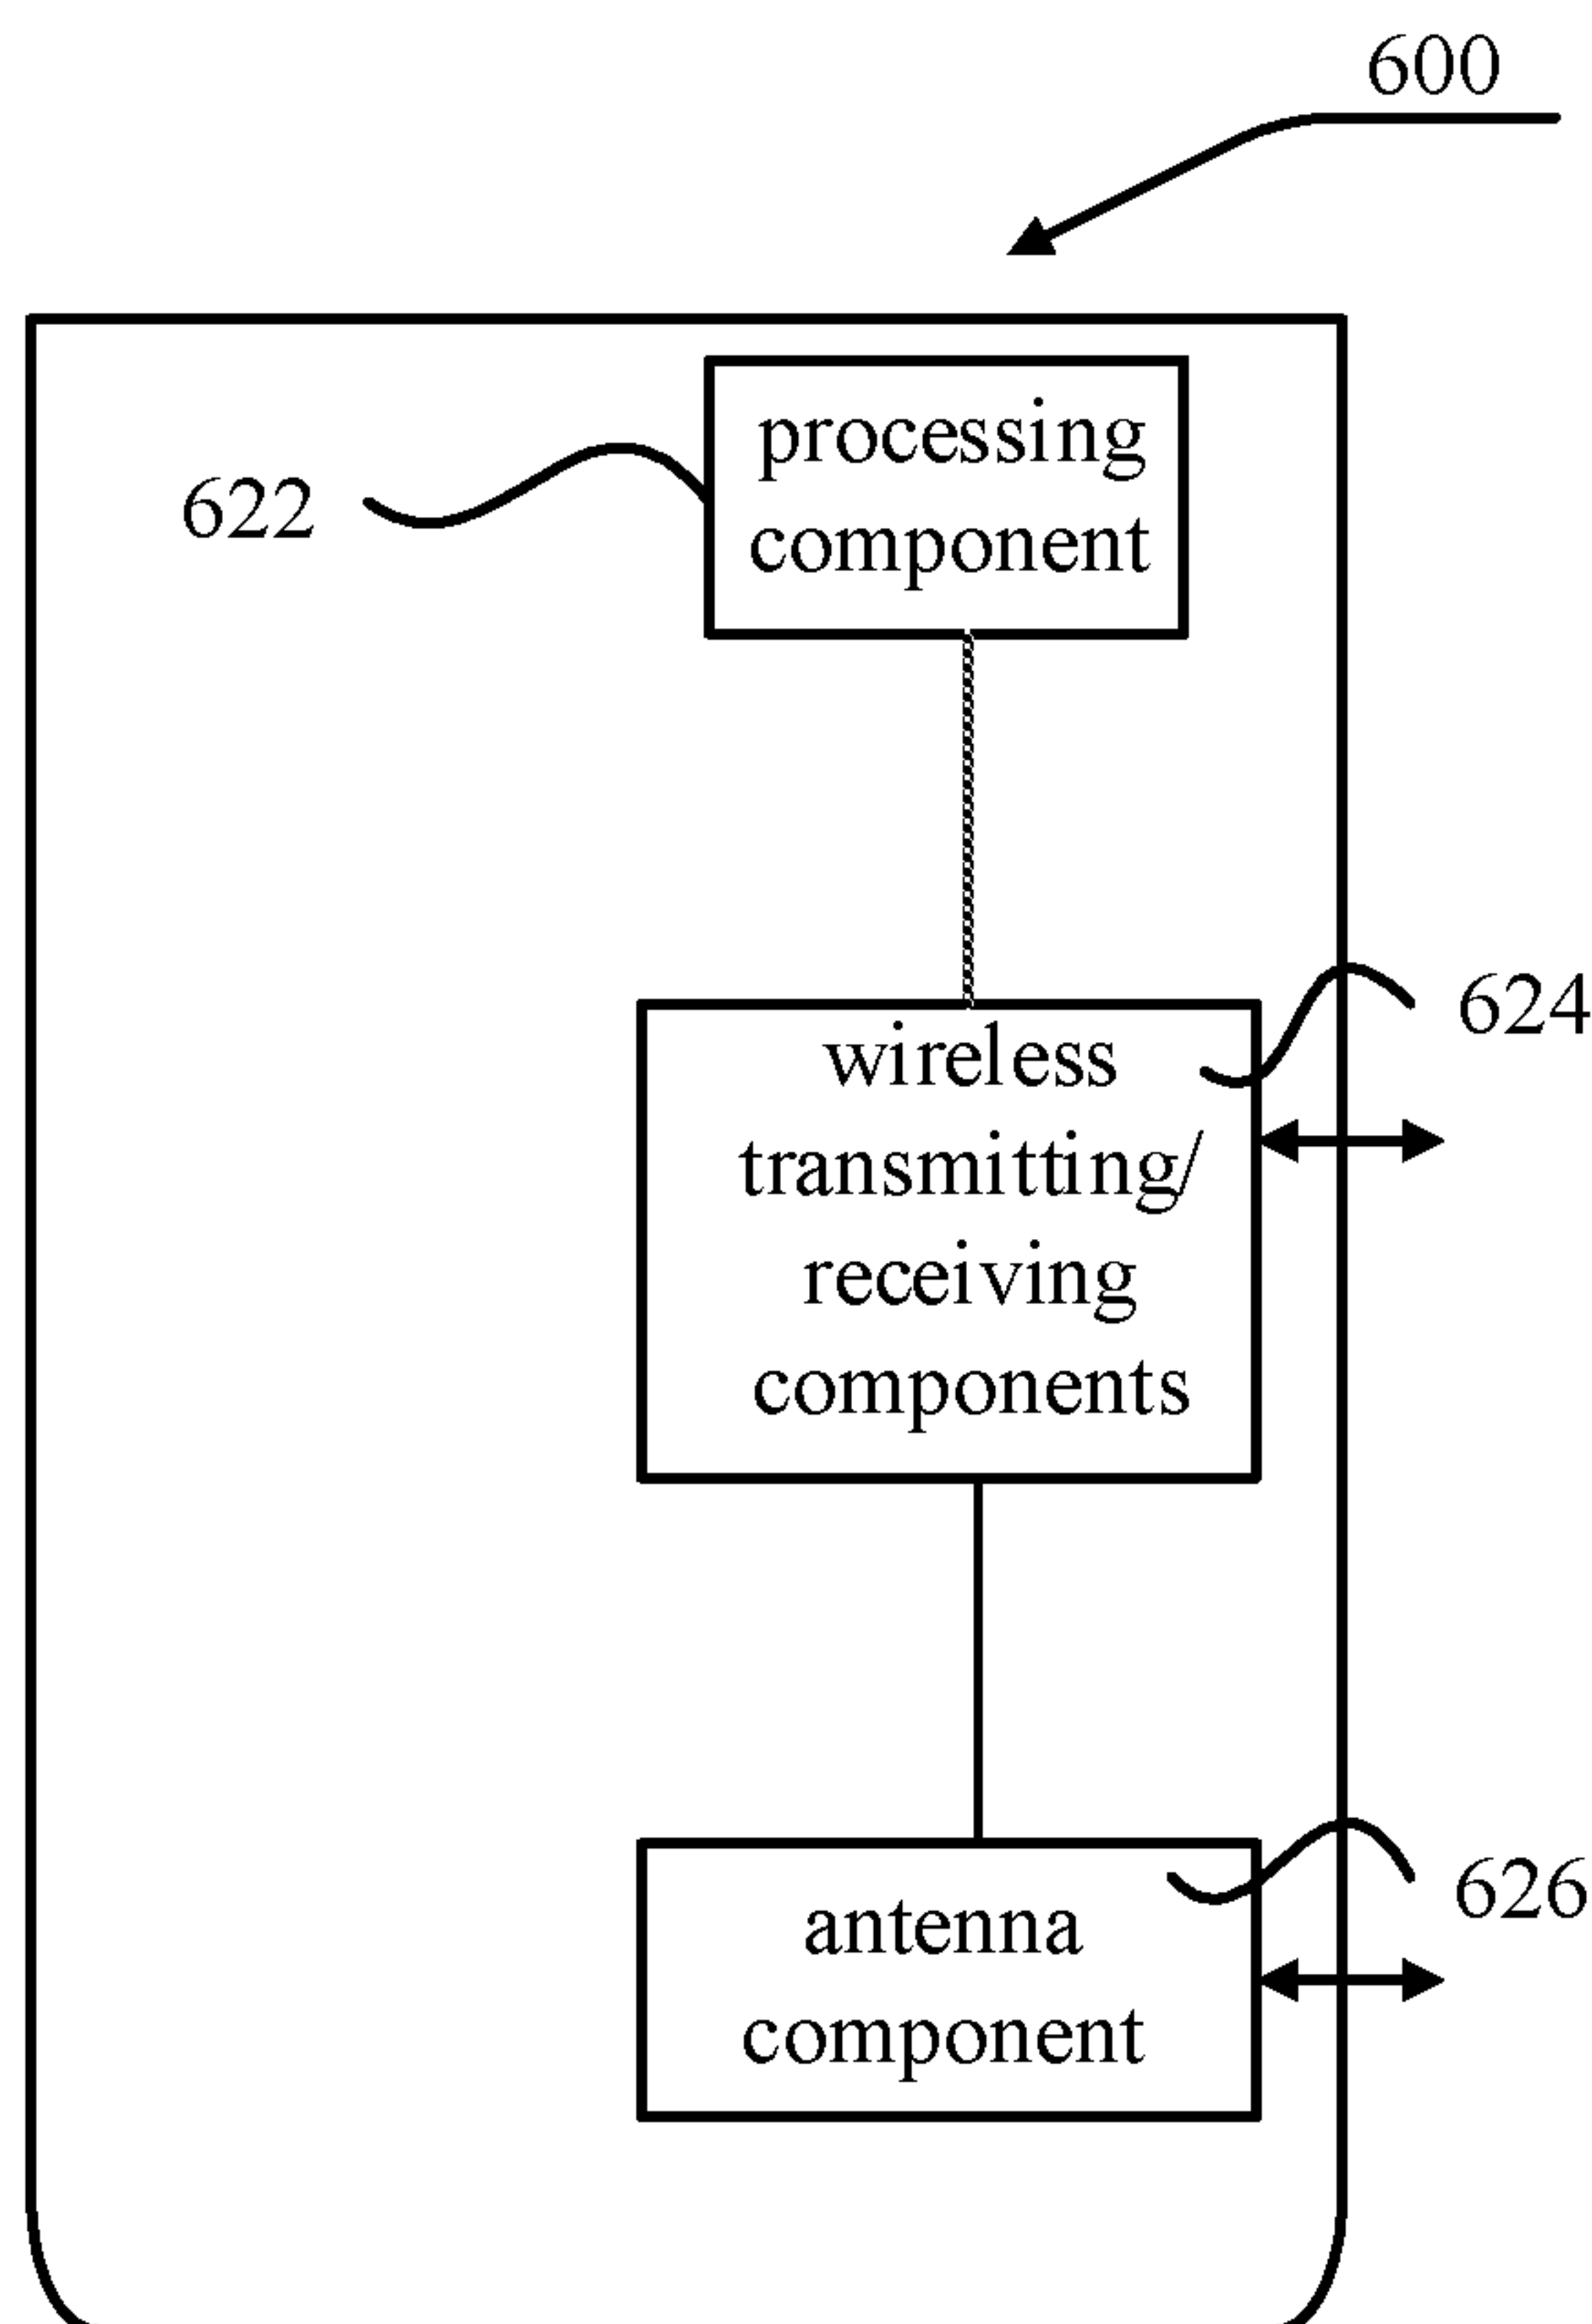 600
processing
component
622
624
wireless
transmitting/
receiving
components
626
antenna
component